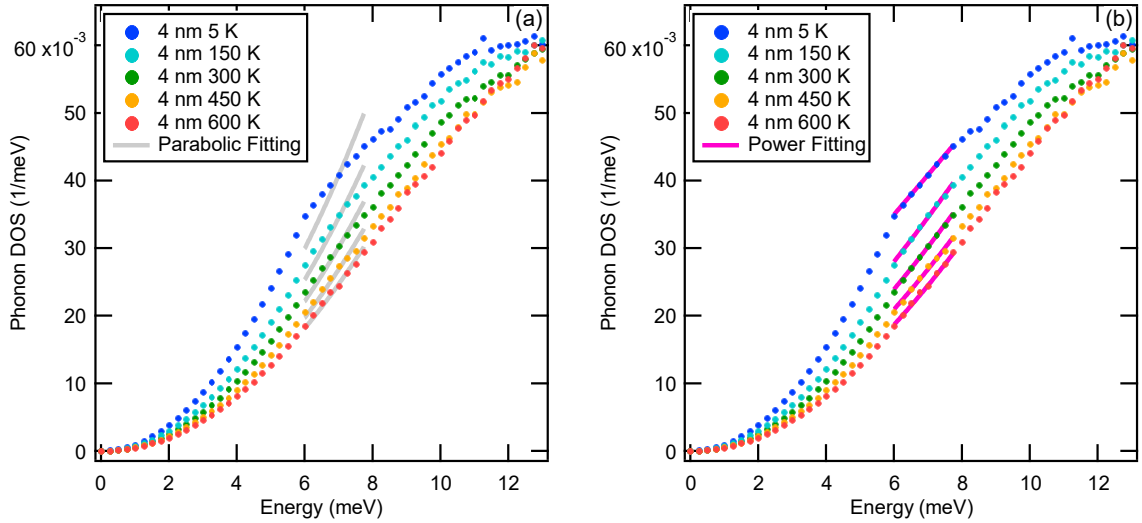 (a)
4 nm 5 K
4 nm 150 K
4 nm 300 K
4 nm 450 K
4 nm 600 K
Parabolic Fitting
60 x10⁻³
50
40
30
20
10
0
Phonon DOS (1/meV)
0 2 4 6 8 10 12
Energy (meV)
(b)
4 nm 5 K
4 nm 150 K
4 nm 300 K
4 nm 450 K
4 nm 600 K
Power Fitting
60 x10⁻³
50
40
30
20
10
0
Phonon DOS (1/meV)
0 2 4 6 8 10 12
Energy (meV)